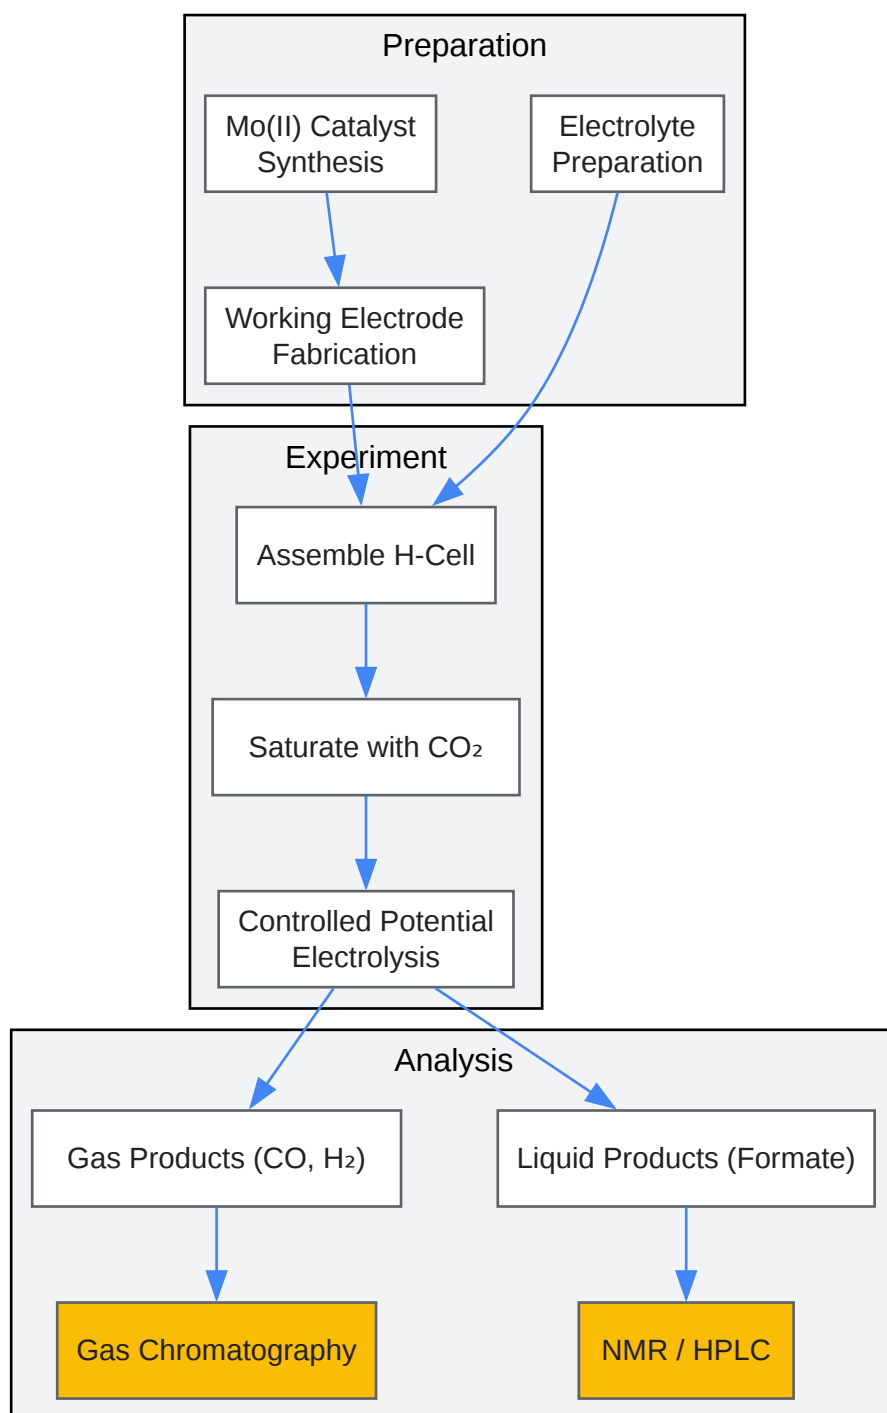 Preparation
Mo(II) Catalyst
Synthesis
Electrolyte
Preparation
Working Electrode
Fabrication
Experiment
Assemble H-Cell
Saturate with CO₂
Controlled Potential
Electrolysis
Analysis
Gas Products (CO, H₂)
Liquid Products (Formate)
Gas Chromatography
NMR / HPLC